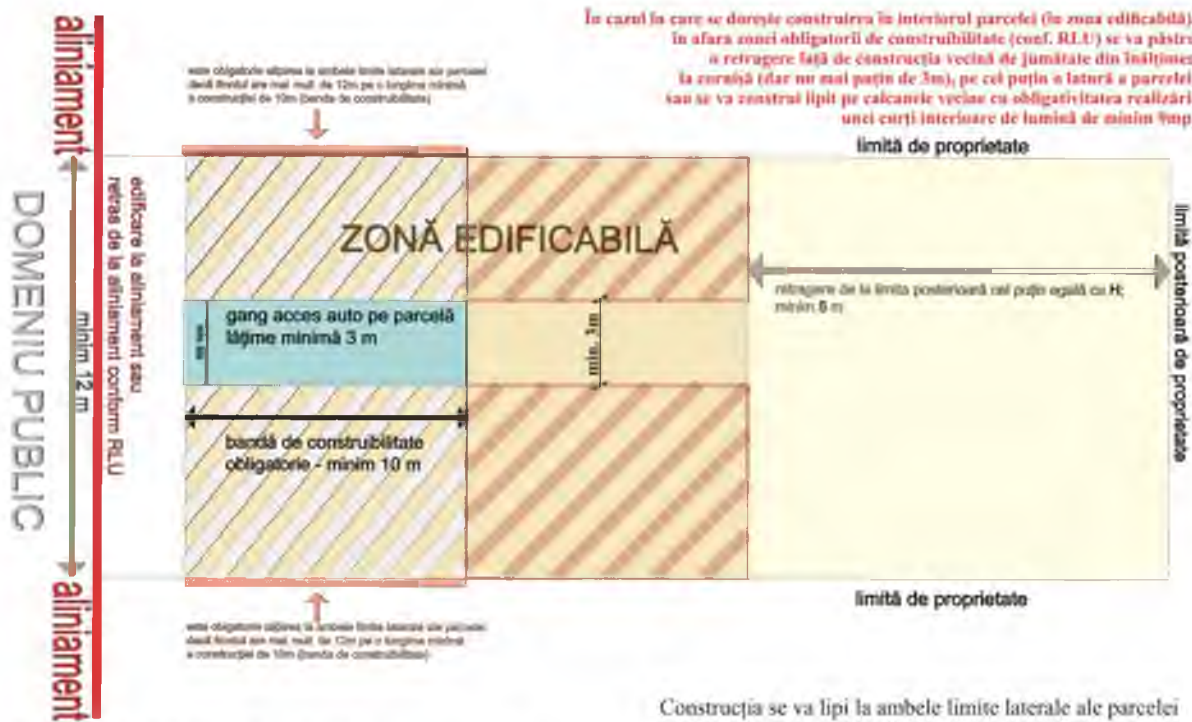 În cazul în care se dorește construirea în interiorul parcelei (în zona edificabilă)
în afara zonei obligatorii de construibilitate (conf. RLU) se va păstra
o retragere față de construcția vecină de jumătate din înălțimea
la cornișă (dar nu mai puțin de 3m), pe cel puțin o latură a parcelei
sau se va construi lipit pe calcanele vecine cu obligativitatea realizări
unei curți interioare de lumină de minim 9mp
este obligatorie alipirea la ambele limite laterale ale parcelei
dacă frontul are mai mult de 12m pe o lungime minimă
a construcției de 10m (banda de construibilitate)
limită de proprietate
aliniament
DOMENIU PUBLIC
minim 12 m
edificare la aliniament sau
retras de la aliniament conform RLU
ZONĂ EDIFICABILĂ
retragere de la limita posterioară cel puțin egală cu H;
minim 6 m
limită posterioară de proprietate
gang acces auto pe parcelă
lățime minimă 3 m
min. 3m
bandă de construibilitate
obligatorie - minim 10 m
aliniament
limită de proprietate
este obligatorie alipirea la ambele limite laterale ale parcelei
dacă frontul are mai mult de 12m pe o lungime minimă
a construcției de 10m (banda de construibilitate)
Construcția se va lipi la ambele limite laterale ale parcelei